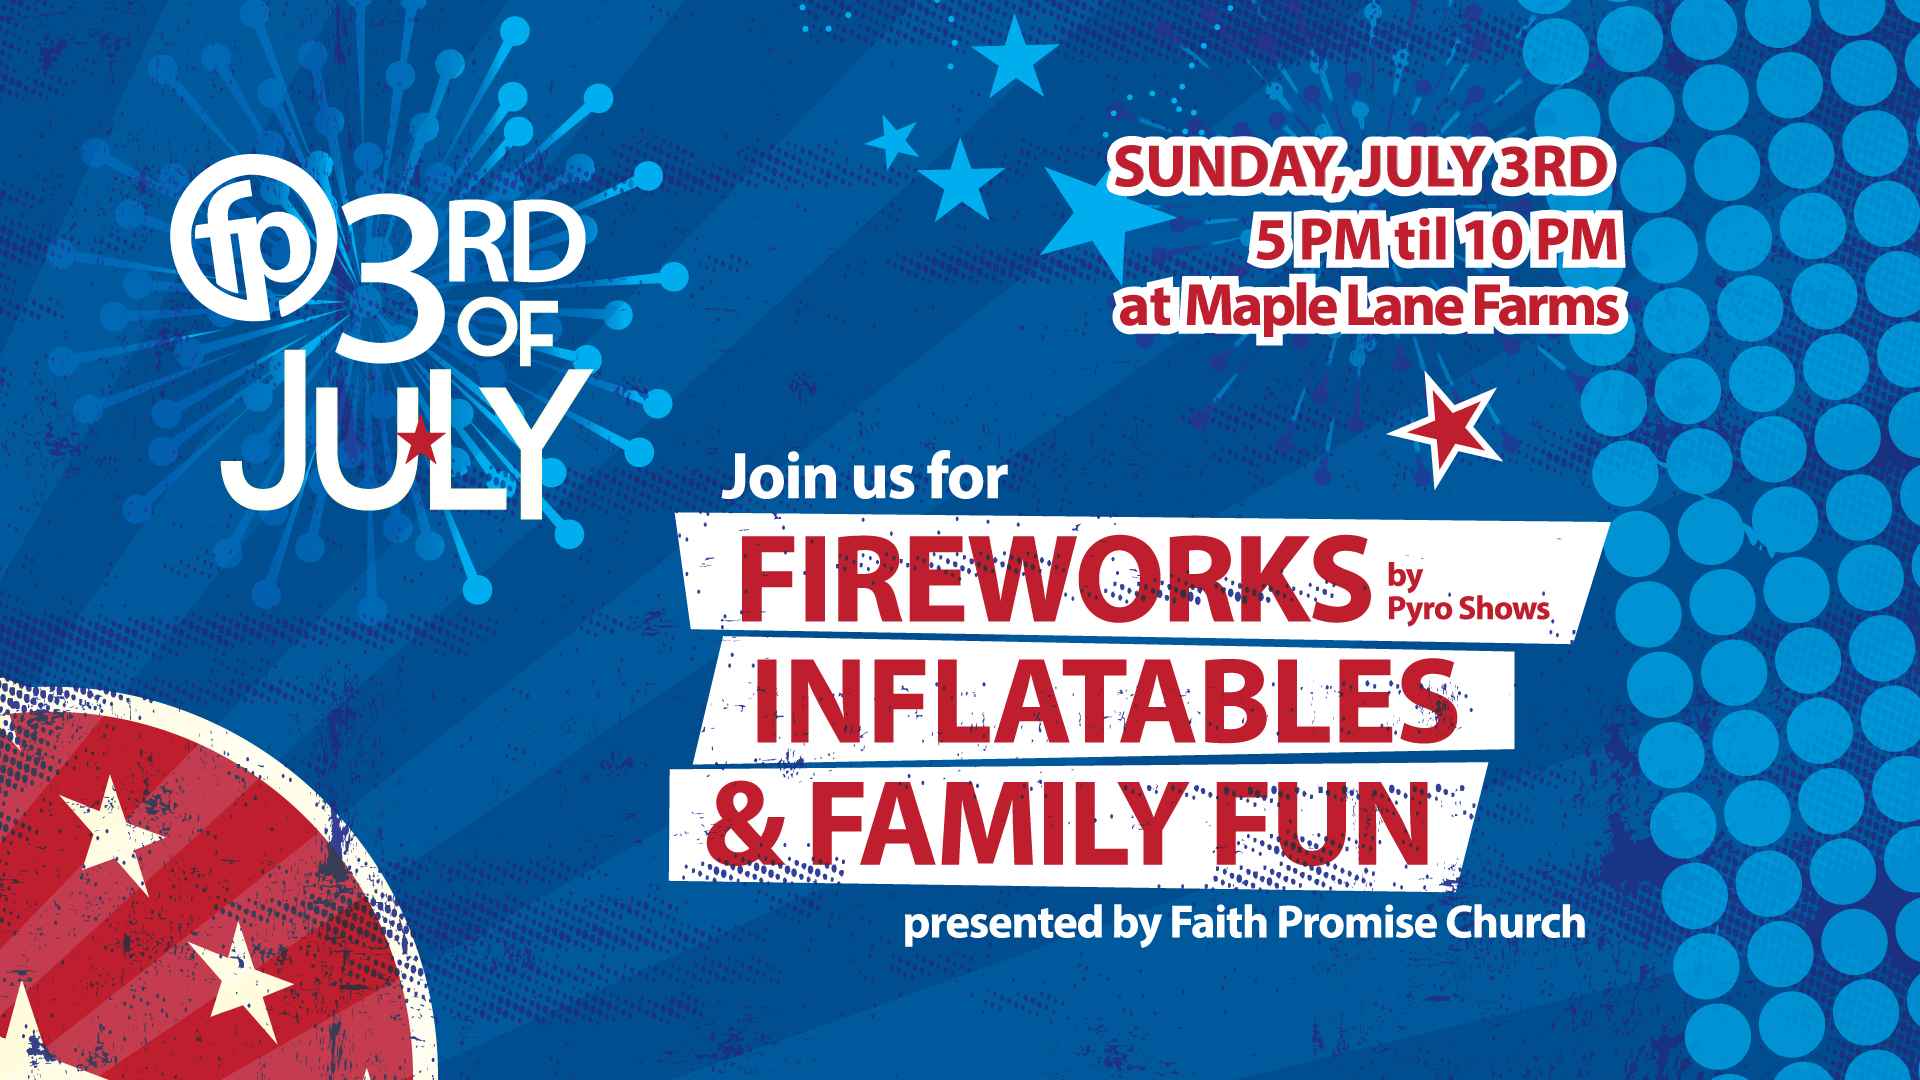 fp 3RD
OF
JULY
SUNDAY, JULY 3RD
5 PM til 10 PM
at Maple Lane Farms
Join us for
FIREWORKS by
Pyro Shows
INFLATABLES
& FAMILY FUN
presented by Faith Promise Church